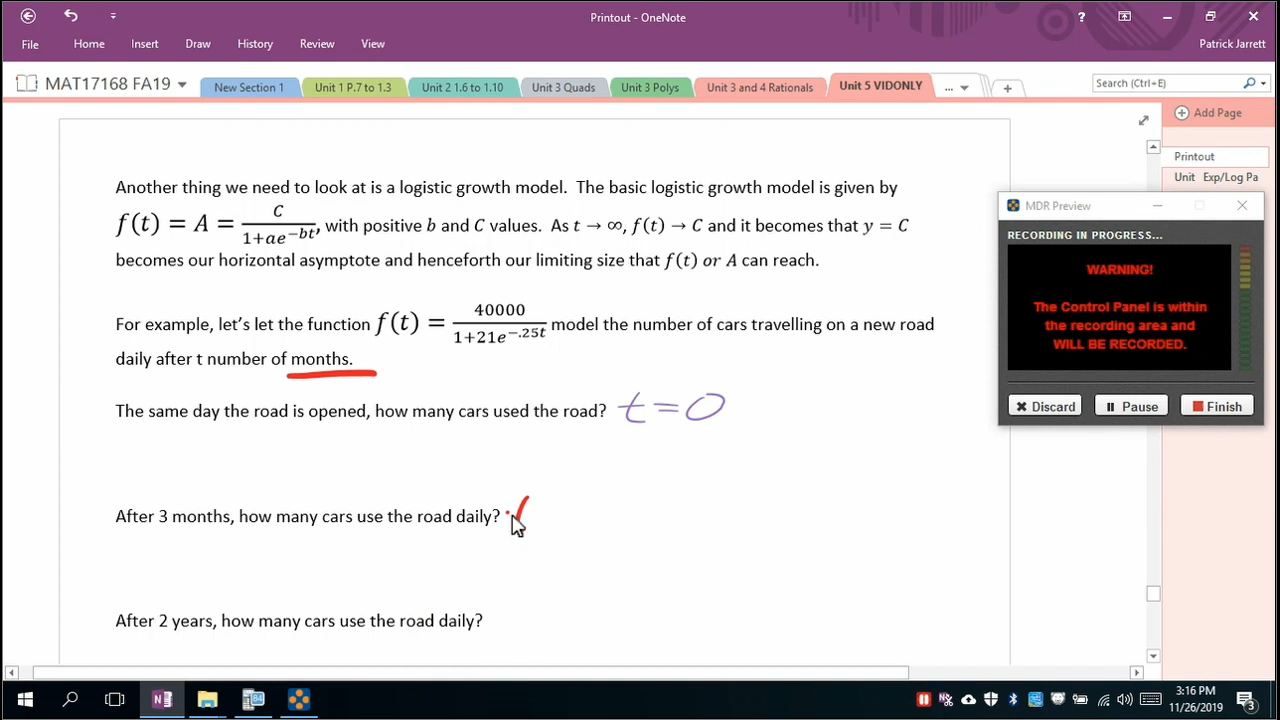 Printout - OneNote
File Home Insert Draw History Review View
Patrick Jarrett
MAT17168 FA19
New Section 1
Unit 1 P.7 to 1.3
Unit 2 1.6 to 1.10
Unit 3 Quads
Unit 3 Polys
Unit 3 and 4 Rationals
Unit 5 VIDONLY
...
Search (Ctrl+E)
Add Page
Printout
Unit Exp/Log Pa
Another thing we need to look at is a logistic growth model. The basic logistic growth model is given by
f(t) = A = C / 1+ae^{-bt}, with positive b and C values. As t → ∞, f(t) → C and it becomes that y = C
becomes our horizontal asymptote and henceforth our limiting size that f(t) or A can reach.
For example, let's let the function f(t) = 40000 / 1+21e^{-.25t} model the number of cars travelling on a new road
daily after t number of months.
The same day the road is opened, how many cars used the road? t=0
After 3 months, how many cars use the road daily?
After 2 years, how many cars use the road daily?
MDR Preview
RECORDING IN PROGRESS...
WARNING!
The Control Panel is within
the recording area and
WILL BE RECORDED.
Discard
Pause
Finish
3:16 PM
11/26/2019
3